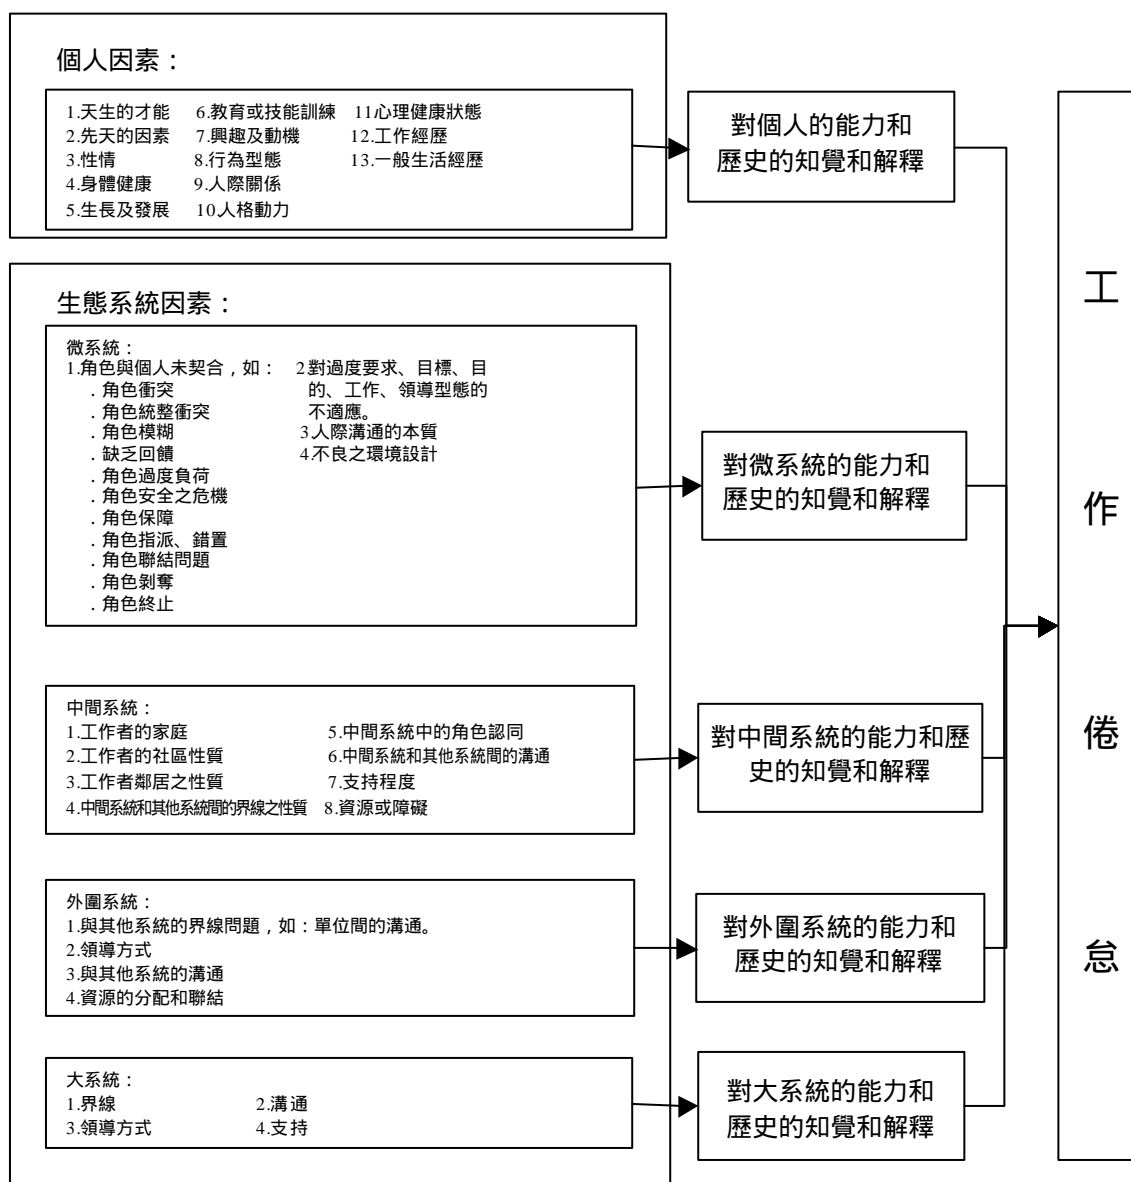 個人因素：
1.天生的才能 6.教育或技能訓練 11心理健康狀態
2.先天的因素 7.興趣及動機 12.工作經歷
3.性情 8.行為型態 13.一般生活經歷
4.身體健康 9.人際關係
5.生長及發展 10.人格動力
對個人的能力和
歷史的知覺和解釋
生態系統因素：
微系統：
1.角色與個人未契合，如：
．角色衝突
．角色統整衝突
．角色模糊
．缺乏回饋
．角色過度負荷
．角色安全之危機
．角色保障
．角色指派、錯置
．角色聯結問題
．角色剝奪
．角色終止
2.對過度要求、目標、目
的、工作、領導型態的
不適應。
3.人際溝通的本質
4.不良之環境設計
對微系統的能力和
歷史的知覺和解釋
中間系統：
1.工作者的家庭 5.中間系統中的角色認同
2.工作者的社區性質 6.中間系統和其他系統間的溝通
3.工作者鄰居之性質 7.支持程度
4.中間系統和其他系統間的界線之性質 8.資源或障礙
對中間系統的能力和歷
史的知覺和解釋
外圍系統：
1.與其他系統的界線問題，如：單位間的溝通。
2.領導方式
3.與其他系統的溝通
4.資源的分配和聯結
對外圍系統的能力和
歷史的知覺和解釋
大系統：
1.界線 2.溝通
3.領導方式 4.支持
對大系統的能力和
歷史的知覺和解釋
工
作
倦
怠